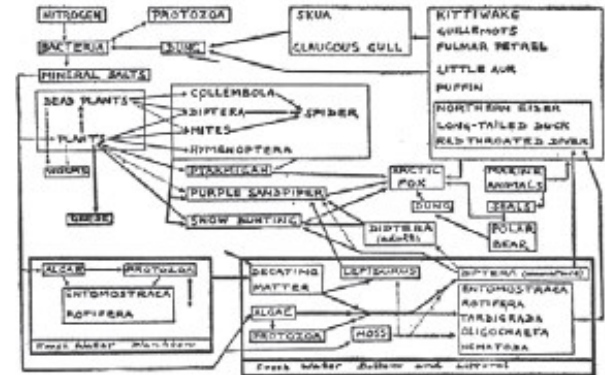 NITROGEN
PROTOZOA
BACTERIA
DUNG
MINERAL SALTS
SKUA
GLAUCOUS GULL
KITTIWAKE
GUILLEMOTS
FULMAR PETREL
LITTLE AUK
PUFFIN
NORTHERN EIDER
LONG-TAILED DUCK
RED THROATED DIVER
DEAD PLANTS
PLANTS
WORMS
GEESE
COLLEMBOLA
DIPTERA
MITES
HYMENOPTERA
SPIDER
PTARMIGAN
PURPLE SANDPIPER
SNOW BUNTING
ARCTIC
FOX
MARINE
ANIMALS
SEALS
DUNG
POLAR
BEAR
DIPTERA
(adults)
ALGAE
PROTOZOA
ENTOMOSTRACA
ROTIFERA
Fresh Water Plankton
DECAYING
MATTER
LEPIDURUS
ALGAE
PROTOZOA
MOSS
DIPTERA
ENTOMOSTRACA
ROTIFERA
TARDIGRADA
OLIGOCHAETA
NEMATODA
Fresh Water Bottom and Littoral